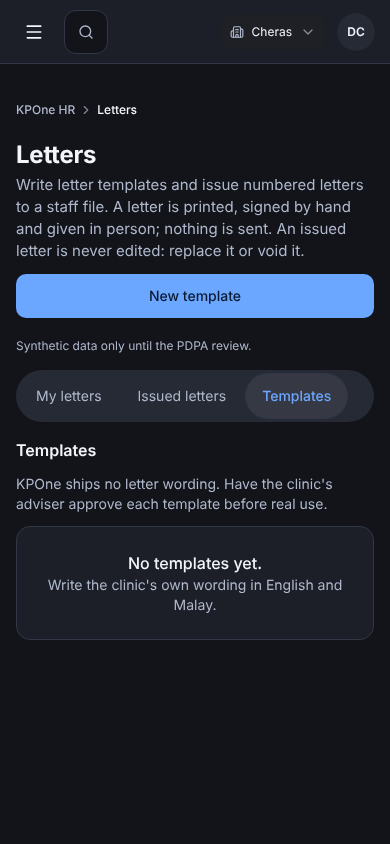 Cheras
DC
KPOne HR > Letters
Letters
Write letter templates and issue numbered letters
to a staff file. A letter is printed, signed by hand
and given in person; nothing is sent. An issued
letter is never edited: replace it or void it.
New template
Synthetic data only until the PDPA review.
My letters
Issued letters
Templates
Templates
KPOne ships no letter wording. Have the clinic's
adviser approve each template before real use.
No templates yet.
Write the clinic's own wording in English and
Malay.